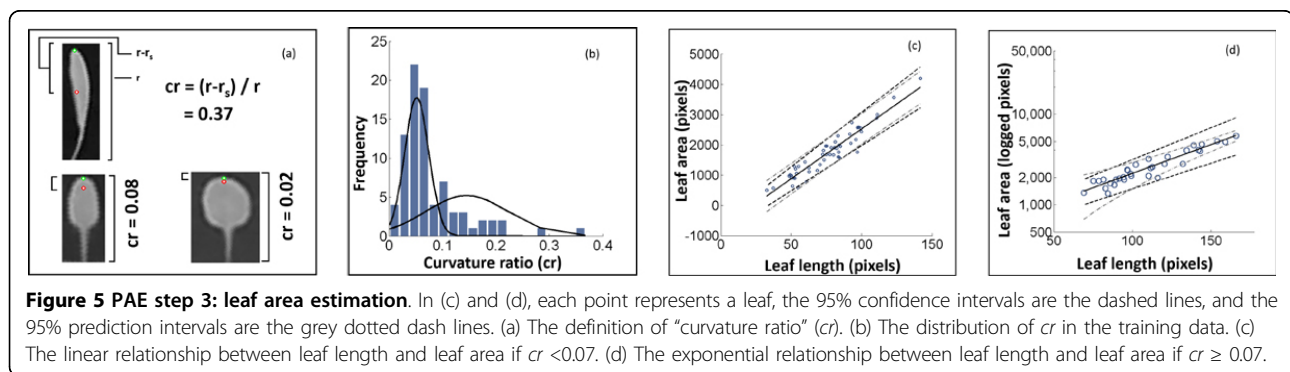 r-rs
(a)
r
cr = (r-rs) / r
= 0.37
cr = 0.08
cr = 0.02
25
(b)
20
15
10
5
0
Frequency
0 0.1 0.2 0.3 0.4
Curvature ratio (cr)
(c)
5000
4000
3000
2000
1000
0
-1000
Leaf area (pixels)
0 50 100 150
Leaf length (pixels)
(d)
50,000
10,000
5,000
2,000
1,000
500
Leaf area (logged pixels)
50 100 150
Leaf length (pixels)
Figure 5 PAE step 3: leaf area estimation. In (c) and (d), each point represents a leaf, the 95% confidence intervals are the dashed lines, and the
95% prediction intervals are the grey dotted dash lines. (a) The definition of “curvature ratio” (cr). (b) The distribution of cr in the training data. (c)
The linear relationship between leaf length and leaf area if cr <0.07. (d) The exponential relationship between leaf length and leaf area if cr ≥ 0.07.